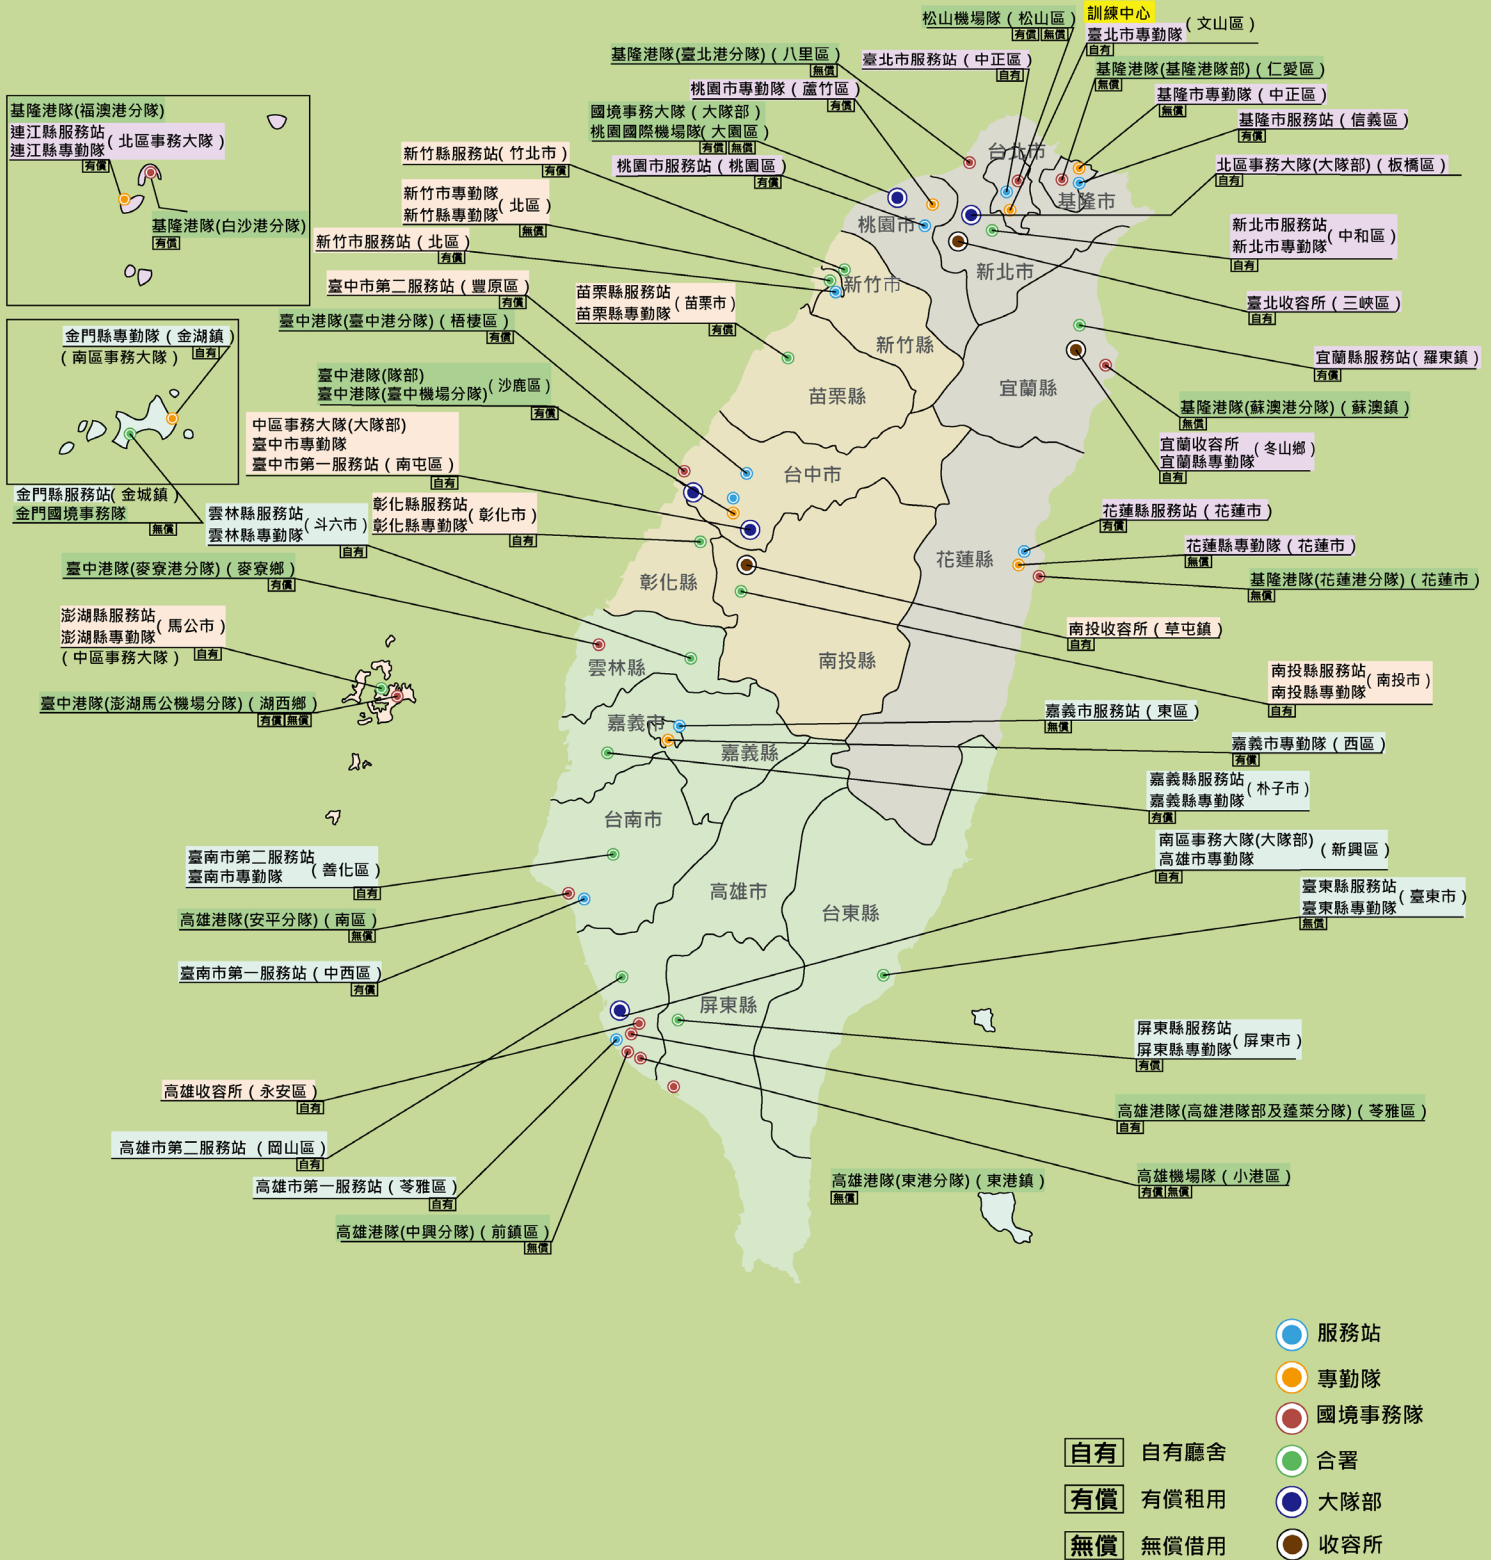 松山機場隊（松山區）
有償 無償
訓練中心
臺北市專勤隊
（文山區）
自有
基隆港隊(臺北港分隊)（八里區）
無償
臺北市服務站（中正區）
自有
基隆港隊(基隆港隊部)（仁愛區）
無償
桃園市專勤隊（蘆竹區）
有償
基隆市專勤隊（中正區）
無償
國境事務大隊（大隊部）
桃園國際機場隊（大園區）
有償 無償
基隆市服務站（信義區）
有償
桃園市服務站（桃園區）
有償
北區事務大隊(大隊部)（板橋區）
自有
基隆港隊(福澳港分隊)
連江縣服務站
連江縣專勤隊
（北區事務大隊）
有償
基隆港隊(白沙港分隊)
有償
新竹縣服務站（竹北市）
有償
新竹市專勤隊
新竹縣專勤隊
（北區）
無償
新竹市服務站（北區）
有償
新北市服務站
新北市專勤隊
（中和區）
自有
臺中市第二服務站（豐原區）
有償
苗栗縣服務站
苗栗縣專勤隊
（苗栗市）
有償
臺北收容所（三峽區）
自有
臺中港隊(臺中港分隊)（梧棲區）
有償
宜蘭縣服務站（羅東鎮）
有償
臺中港隊(隊部)
臺中港隊(臺中機場分隊)
（沙鹿區）
有償
基隆港隊(蘇澳港分隊)（蘇澳鎮）
無償
金門縣專勤隊（金湖鎮）
（南區事務大隊）
自有
中區事務大隊(大隊部)
臺中市專勤隊
臺中市第一服務站（南屯區）
自有
宜蘭收容所
宜蘭縣專勤隊
（冬山鄉）
自有
金門縣服務站（金城鎮）
金門國境事務隊
無償
雲林縣服務站
雲林縣專勤隊
（斗六市）
自有
彰化縣服務站
彰化縣專勤隊
（彰化市）
自有
花蓮縣服務站（花蓮市）
有償
花蓮縣專勤隊（花蓮市）
無償
臺中港隊(麥寮港分隊)（麥寮鄉）
有償
基隆港隊(花蓮港分隊)（花蓮市）
無償
澎湖縣服務站
澎湖縣專勤隊
（馬公市）
（中區事務大隊）
自有
南投收容所（草屯鎮）
自有
南投縣服務站
南投縣專勤隊
（南投市）
自有
臺中港隊(澎湖馬公機場分隊)（湖西鄉）
有償 無償
嘉義市服務站（東區）
無償
嘉義市專勤隊（西區）
有償
嘉義縣服務站
嘉義縣專勤隊
（朴子市）
有償
台北市
基隆市
桃園市
新北市
新竹市
新竹縣
宜蘭縣
苗栗縣
台中市
花蓮縣
彰化縣
南投縣
雲林縣
嘉義市
嘉義縣
台南市
高雄市
台東縣
屏東縣
南區事務大隊(大隊部)
高雄市專勤隊
（新興區）
自有
臺南市第二服務站
臺南市專勤隊
（善化區）
自有
臺東縣服務站
臺東縣專勤隊
（臺東市）
無償
高雄港隊(安平分隊)（南區）
無償
臺南市第一服務站（中西區）
有償
屏東縣服務站
屏東縣專勤隊
（屏東市）
有償
高雄收容所（永安區）
自有
高雄港隊(高雄港隊部及蓬萊分隊)（苓雅區）
自有
高雄市第二服務站（岡山區）
自有
高雄港隊(東港分隊)（東港鎮）
無償
高雄機場隊（小港區）
有償 無償
高雄市第一服務站（苓雅區）
自有
高雄港隊(中興分隊)（前鎮區）
無償
服務站
專勤隊
國境事務隊
合署
大隊部
收容所
自有 自有廳舍
有償 有償租用
無償 無償借用